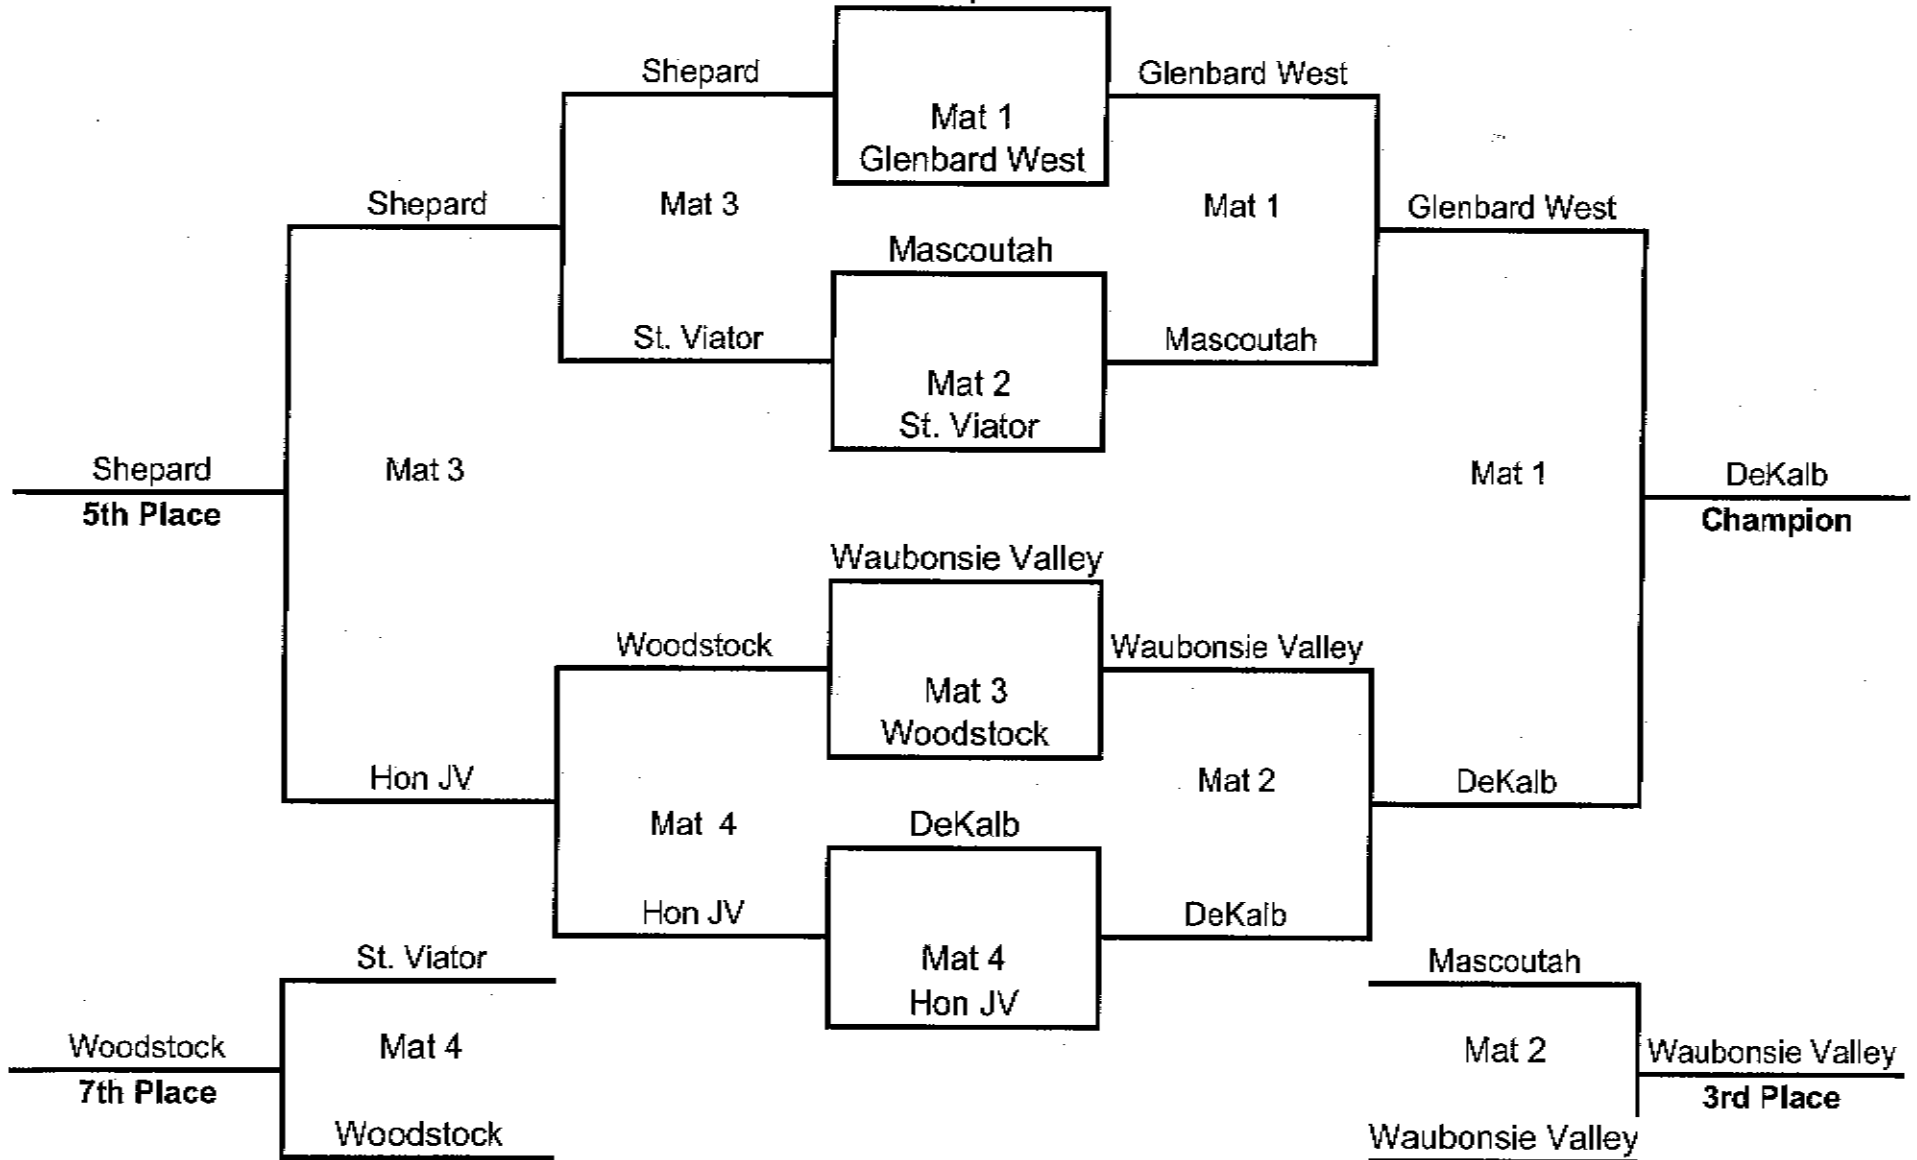 Shepard
Glenbard West
Mat 1
Glenbard West
Shepard
Mat 3
Mat 1
Glenbard West
Mascoutah
St. Viator
Mascoutah
Mat 2
St. Viator
Shepard
5th Place
Mat 3
Mat 1
DeKalb
Champion
Waubonsie Valley
Woodstock
Waubonsie Valley
Mat 3
Woodstock
Hon JV
Mat 2
DeKalb
Mat 4
DeKalb
Hon JV
DeKalb
Mat 4
Hon JV
St. Viator
Mat 4
Woodstock
7th Place
Woodstock
Mascoutah
Mat 2
Waubonsie Valley
3rd Place
Waubonsie Valley